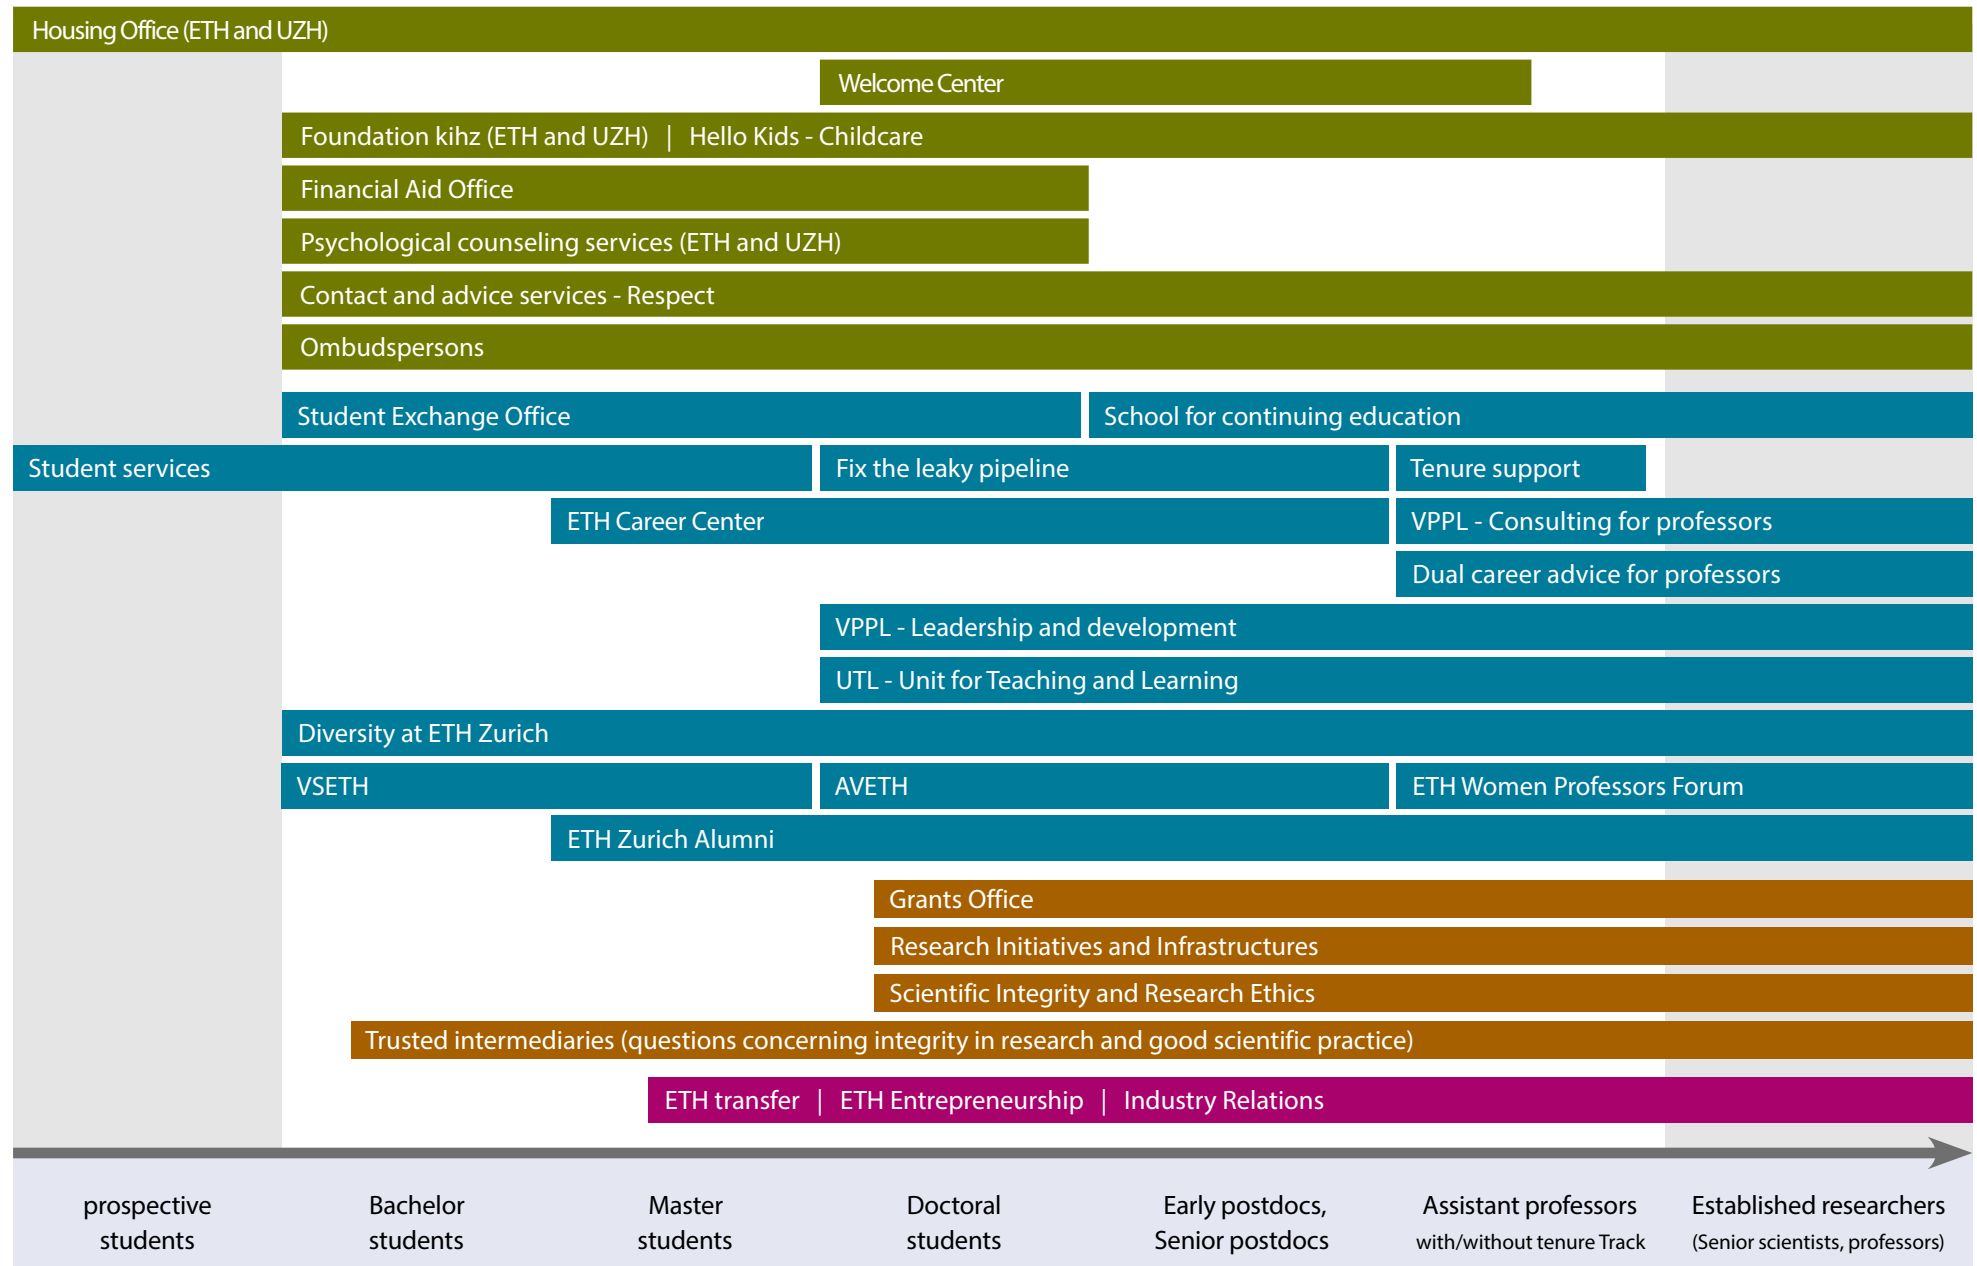 Housing Office (ETH and UZH)
Welcome Center
Foundation kihz (ETH and UZH) | Hello Kids - Childcare
Financial Aid Office
Psychological counseling services (ETH and UZH)
Contact and advice services - Respect
Ombudspersons
Student Exchange Office
School for continuing education
Student services
Fix the leaky pipeline
Tenure support
ETH Career Center
VPPL - Consulting for professors
Dual career advice for professors
VPPL - Leadership and development
UTL - Unit for Teaching and Learning
Diversity at ETH Zurich
VSETH
AVETH
ETH Women Professors Forum
ETH Zurich Alumni
Grants Office
Research Initiatives and Infrastructures
Scientific Integrity and Research Ethics
Trusted intermediaries (questions concerning integrity in research and good scientific practice)
ETH transfer | ETH Entrepreneurship | Industry Relations
prospective
students
Bachelor
students
Master
students
Doctoral
students
Early postdocs,
Senior postdocs
Assistant professors
with/without tenure Track
Established researchers
(Senior scientists, professors)